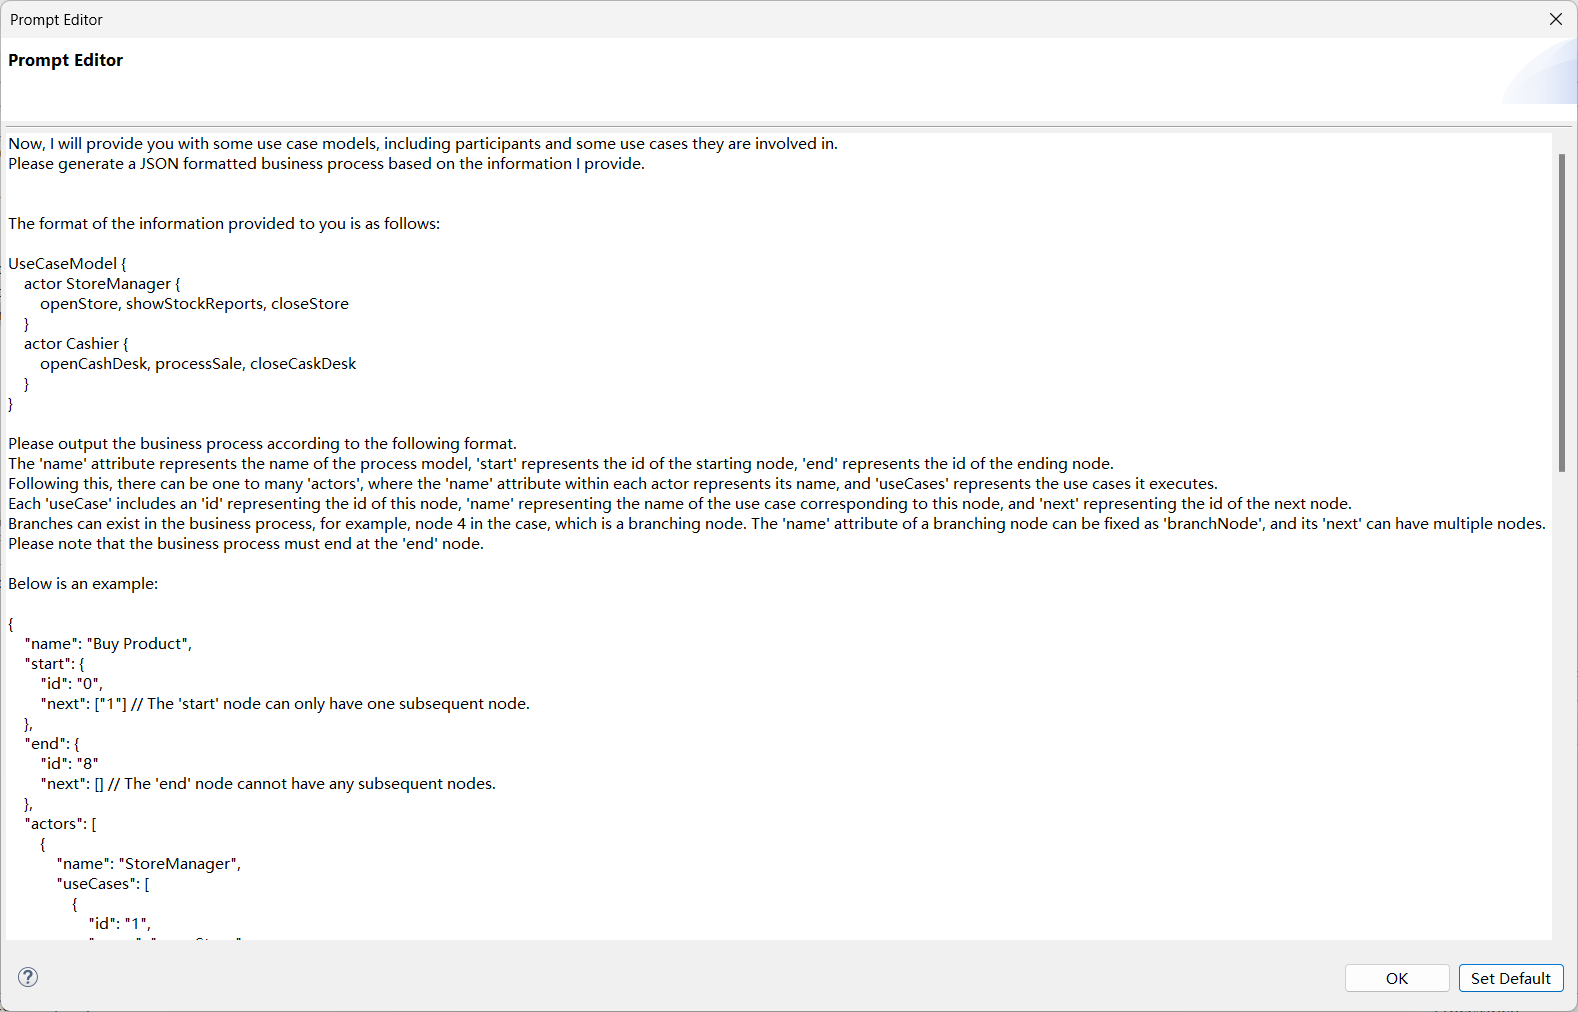 Prompt Editor
Prompt Editor
Now, I will provide you with some use case models, including participants and some use cases they are involved in.
Please generate a JSON formatted business process based on the information I provide.
The format of the information provided to you is as follows:
UseCaseModel {
actor StoreManager {
openStore, showStockReports, closeStore
}
actor Cashier {
openCashDesk, processSale, closeCaskDesk
}
}
Please output the business process according to the following format.
The 'name' attribute represents the name of the process model, 'start' represents the id of the starting node, 'end' represents the id of the ending node.
Following this, there can be one to many 'actors', where the 'name' attribute within each actor represents its name, and 'useCases' represents the use cases it executes.
Each 'useCase' includes an 'id' representing the id of this node, 'name' representing the name of the use case corresponding to this node, and 'next' representing the id of the next node.
Branches can exist in the business process, for example, node 4 in the case, which is a branching node. The 'name' attribute of a branching node can be fixed as 'branchNode', and its 'next' can have multiple nodes.
Please note that the business process must end at the 'end' node.
Below is an example:
{
"name": "Buy Product",
"start": {
"id": "0",
"next": ["1"] // The 'start' node can only have one subsequent node.
},
"end": {
"id": "8"
"next": [] // The 'end' node cannot have any subsequent nodes.
},
"actors": [
{
"name": "StoreManager",
"useCases": [
{
"id": "1",
OK
Set Default